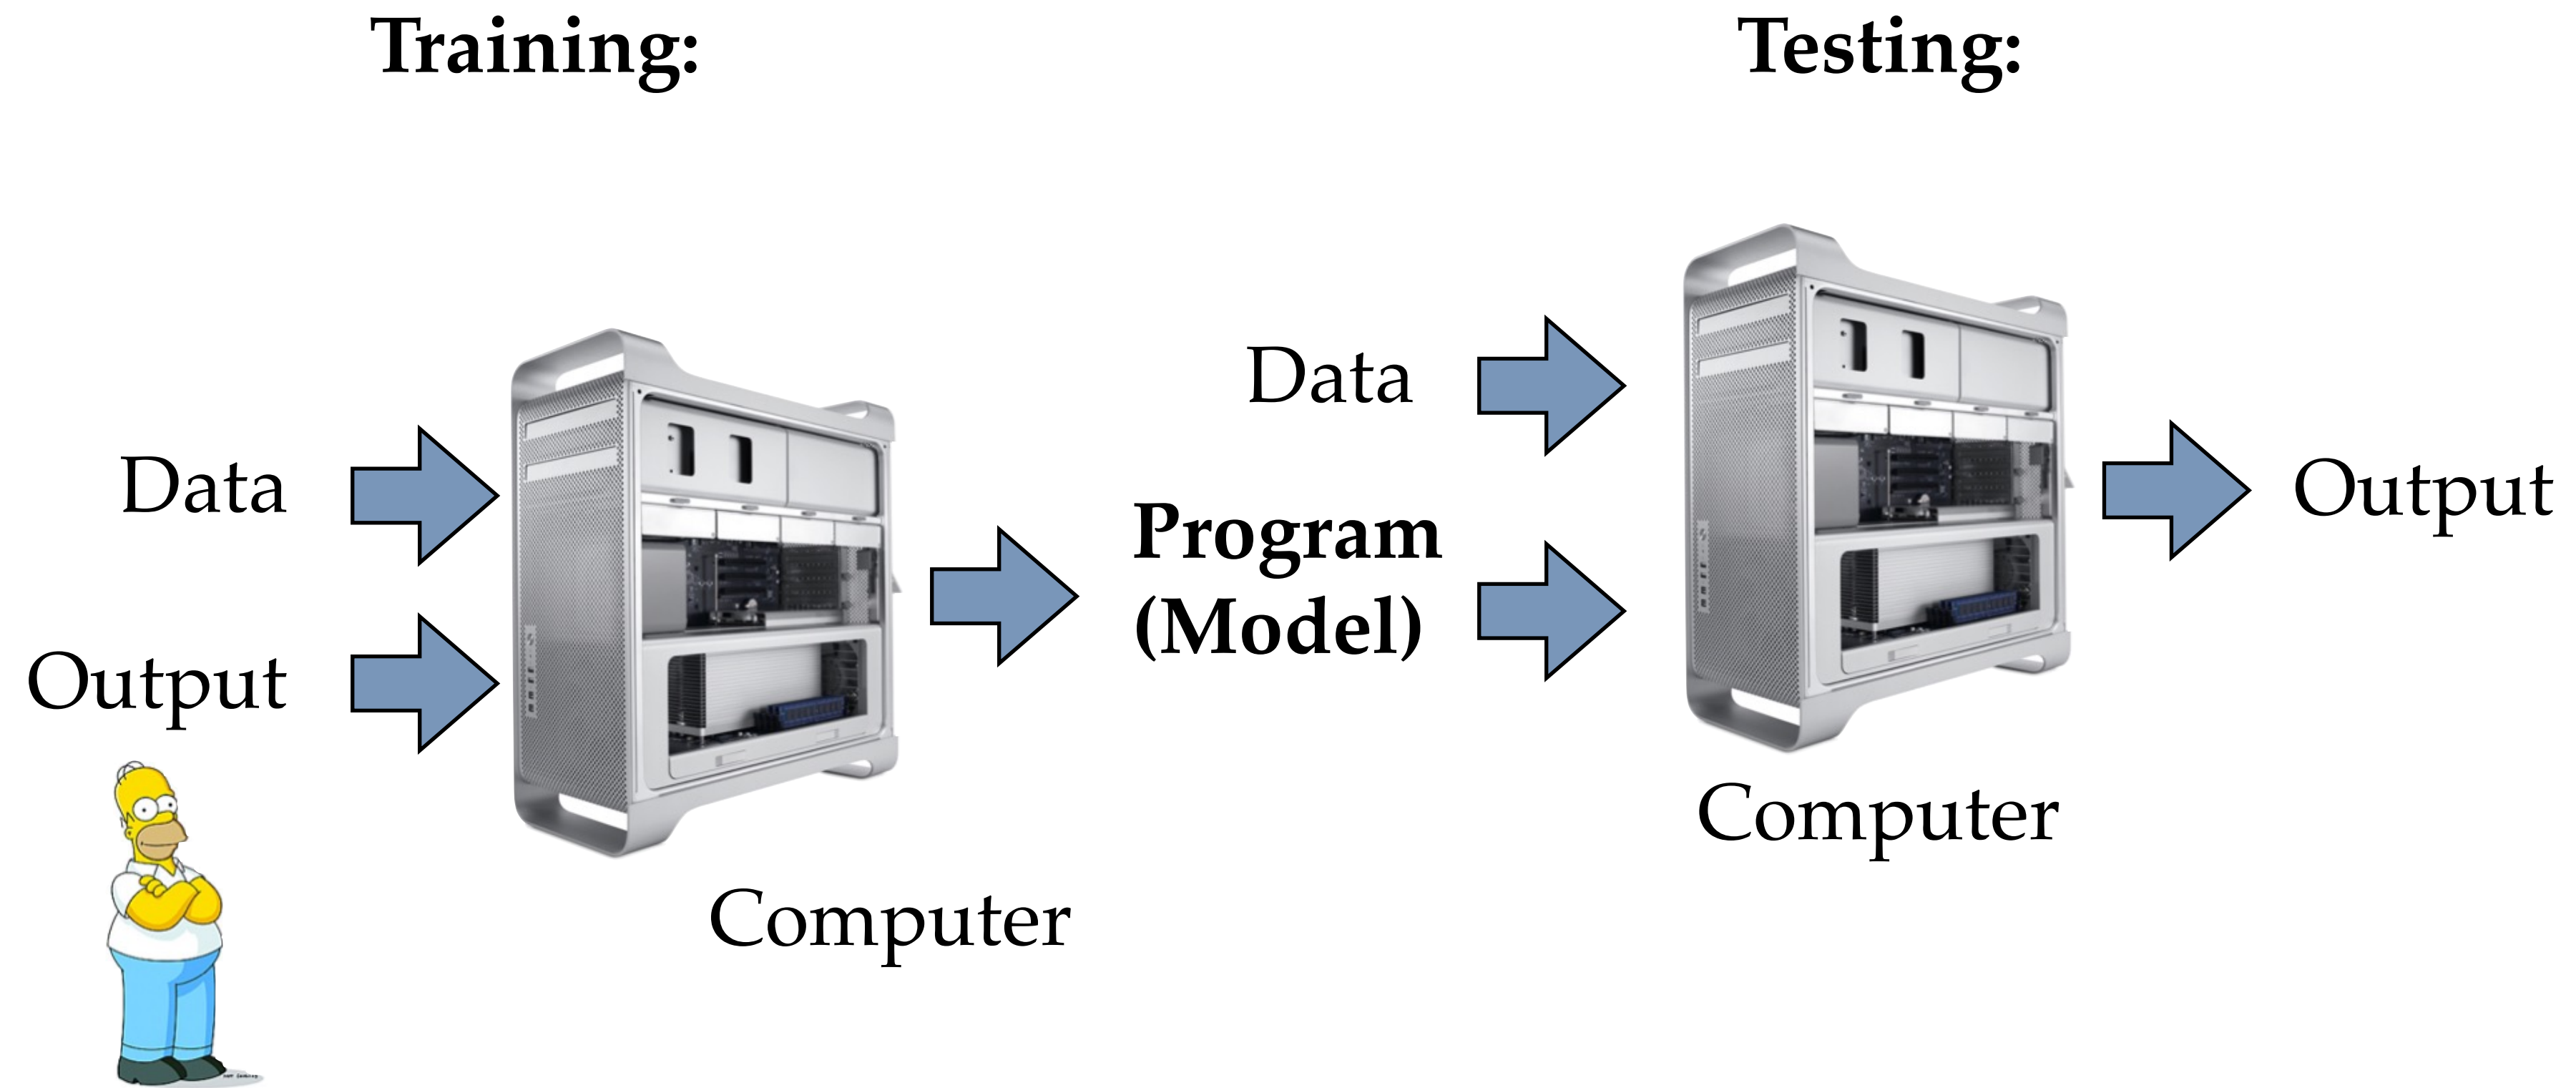 Training:
Testing:
Data
Output
Computer
Program
(Model)
Data
Computer
Output